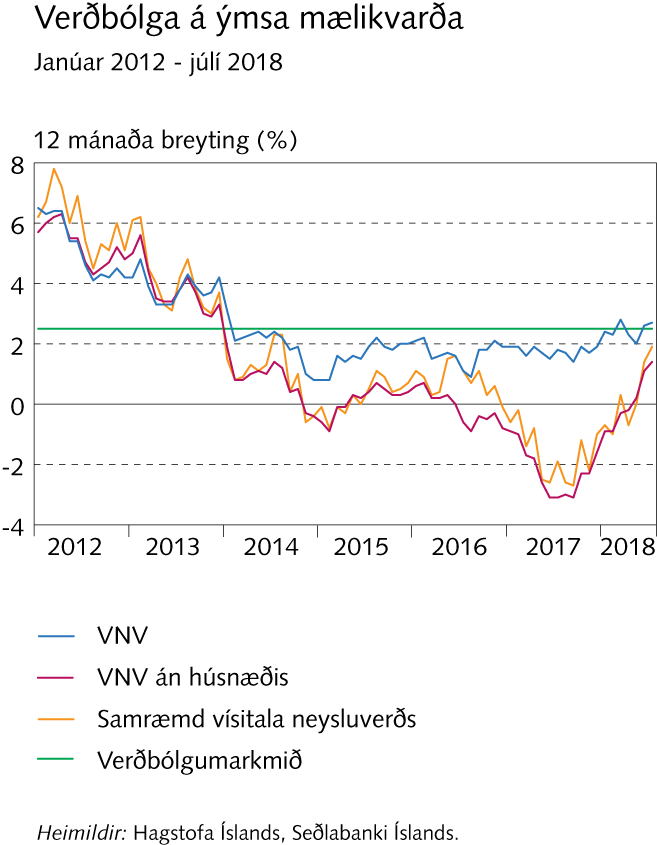 Verðbólga á ýmsa mælikvarða
Janúar 2012 - júlí 2018
12 mánaða breyting (%)
8
6
4
2
0
-2
-4
2012 2013 2014 2015 2016 2017 2018
VNV
VNV án húsnæðis
Samræmd vísitala neysluverðs
Verðbólgumarkmið
Heimildir: Hagstofa Íslands, Seðlabanki Íslands.